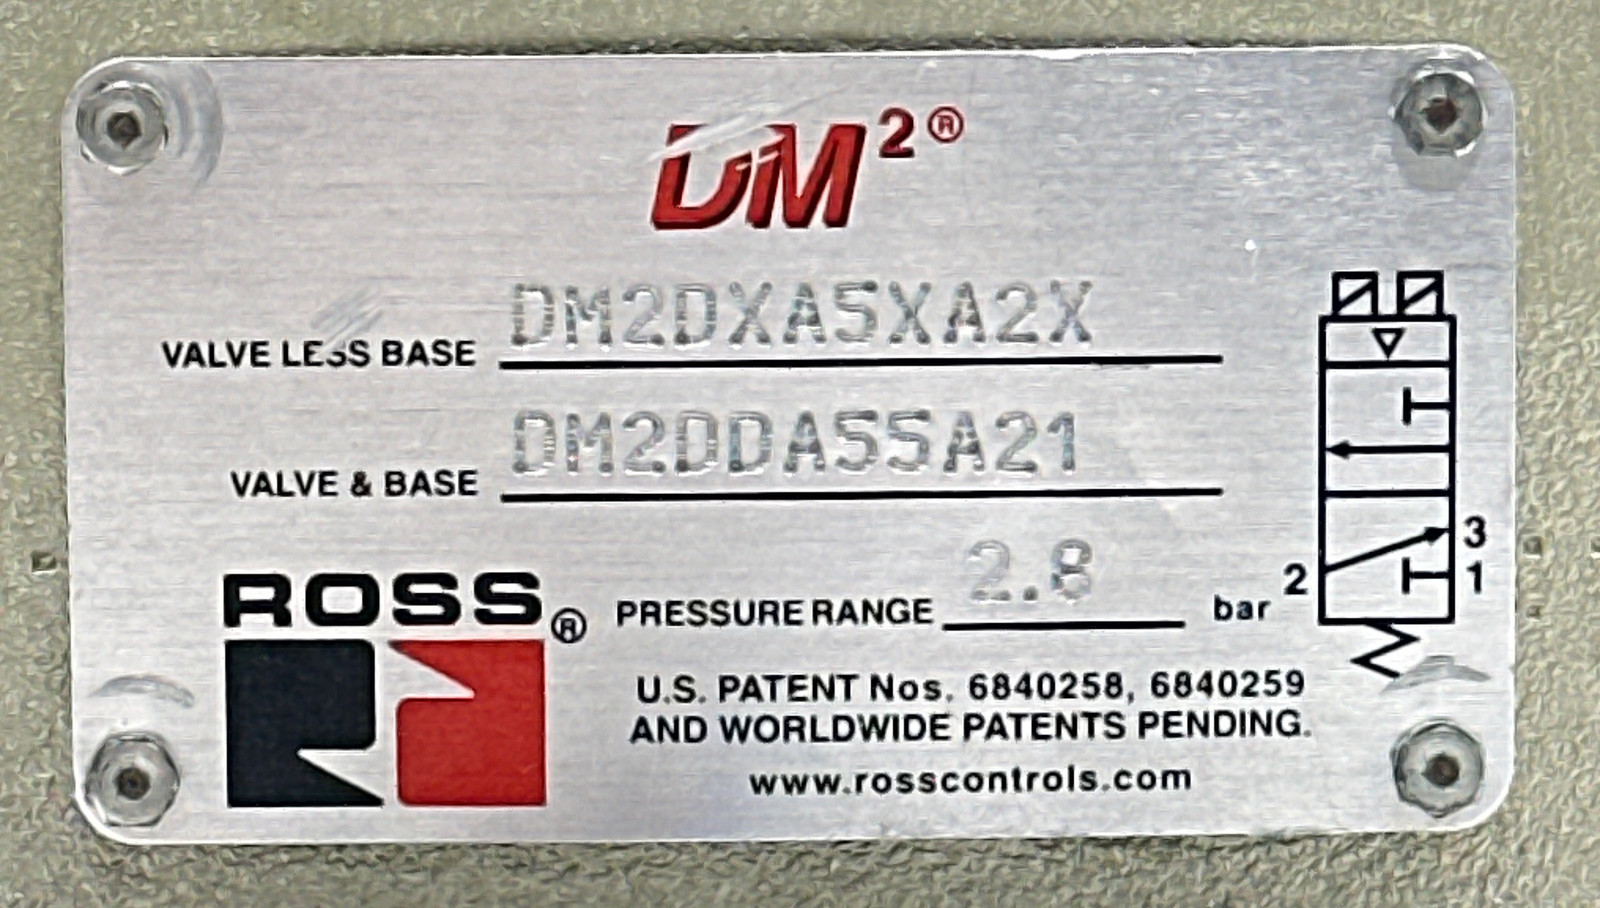 DM²®
VALVE LESS BASE DM2DXA5XA2X
VALVE & BASE DM2DDA55A21
ROSS®
PRESSURE RANGE 2.8 bar
2
3
1
U.S. PATENT Nos. 6840258, 6840259
AND WORLDWIDE PATENTS PENDING.
www.rosscontrols.com